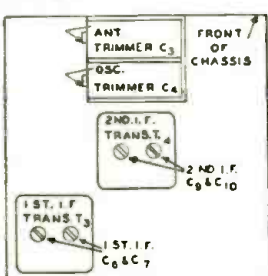 ANT.
TRIMMER C3
OSC.
TRIMMER C4
FRONT
OF
CHASSIS
2ND. I.F.
TRANS. T4
2 ND I.F.
C9 & C10
1 ST. I.F
TRANS. T3
1 ST. I.F.
C6 & C7